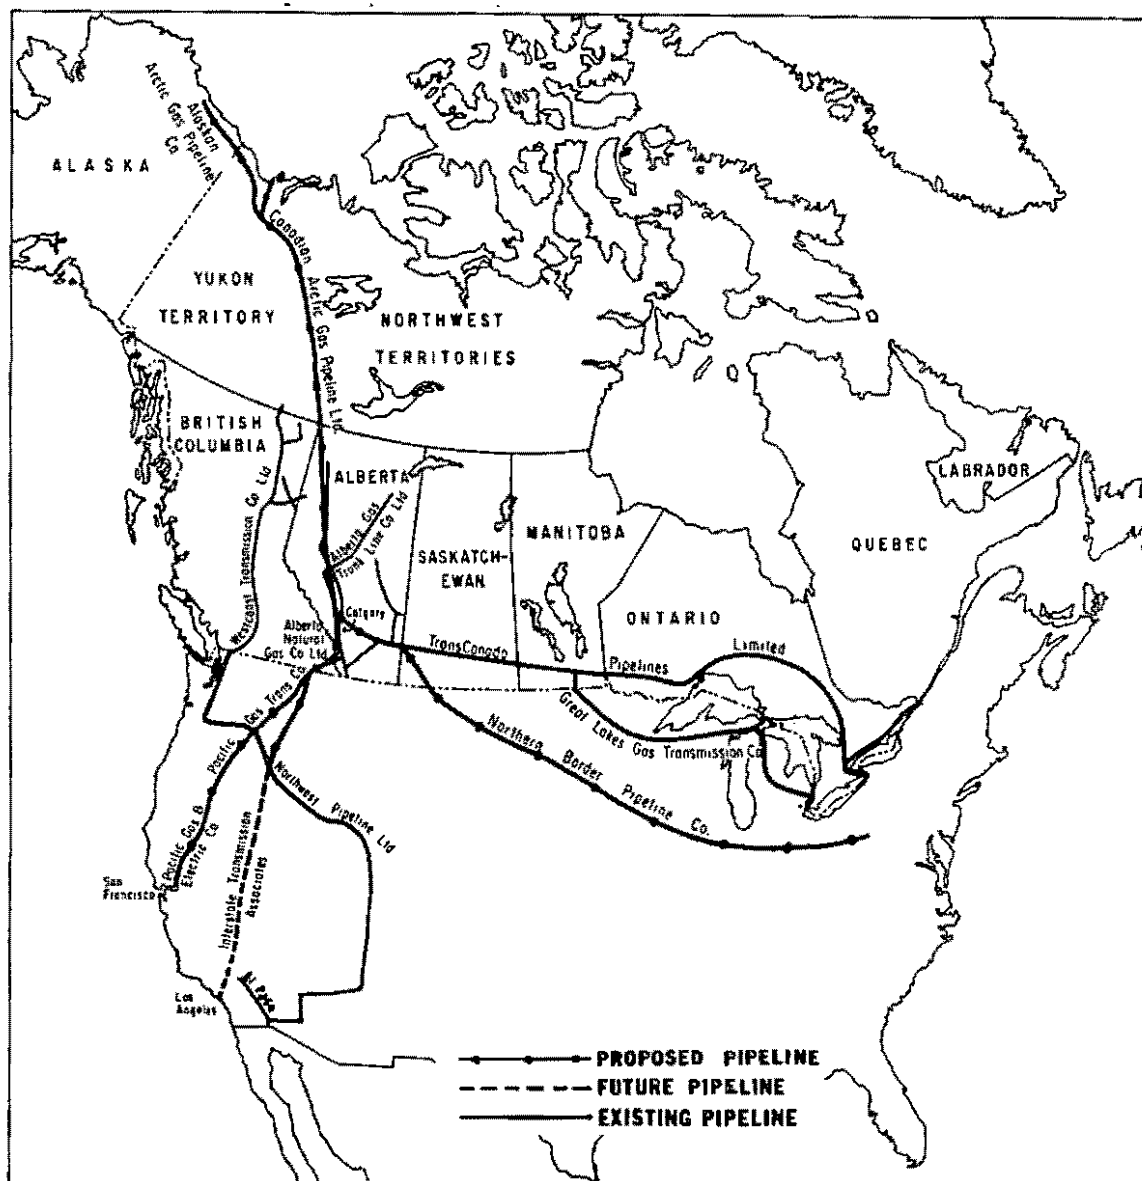 Alaskan
Arctic Gas Pipeline
Co
ALASKA
Canadian Arctic Gas Pipeline Ltd.
YUKON
TERRITORY
NORTHWEST
TERRITORIES
BRITISH
COLUMBIA
ALBERTA
LABRADOR
Westcoast Transmission Co Ltd
Alberta Gas
Trunk Line Co Ltd
SASKATCH-
EWAN
MANITOBA
QUEBEC
ONTARIO
Calgary
Alberta
Natural
Gas Co Ltd
TransCanada Pipelines Limited
Pacific Gas Trans Co.
Great Lakes Gas Transmission Co
Northern Border Pipeline Co.
Northwest Pipeline Ltd
Pacific Gas &
Electric Co
Interstate Transmission
Associates
San
Francisco
El Paso
Los
Angeles
PROPOSED PIPELINE
FUTURE PIPELINE
EXISTING PIPELINE